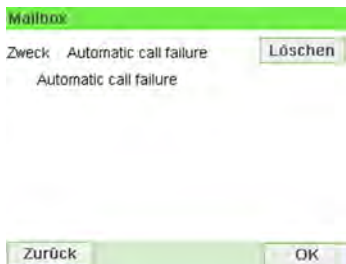 Mailbox
Zweck Automatic call failure Löschen
Automatic call failure
Zurück OK